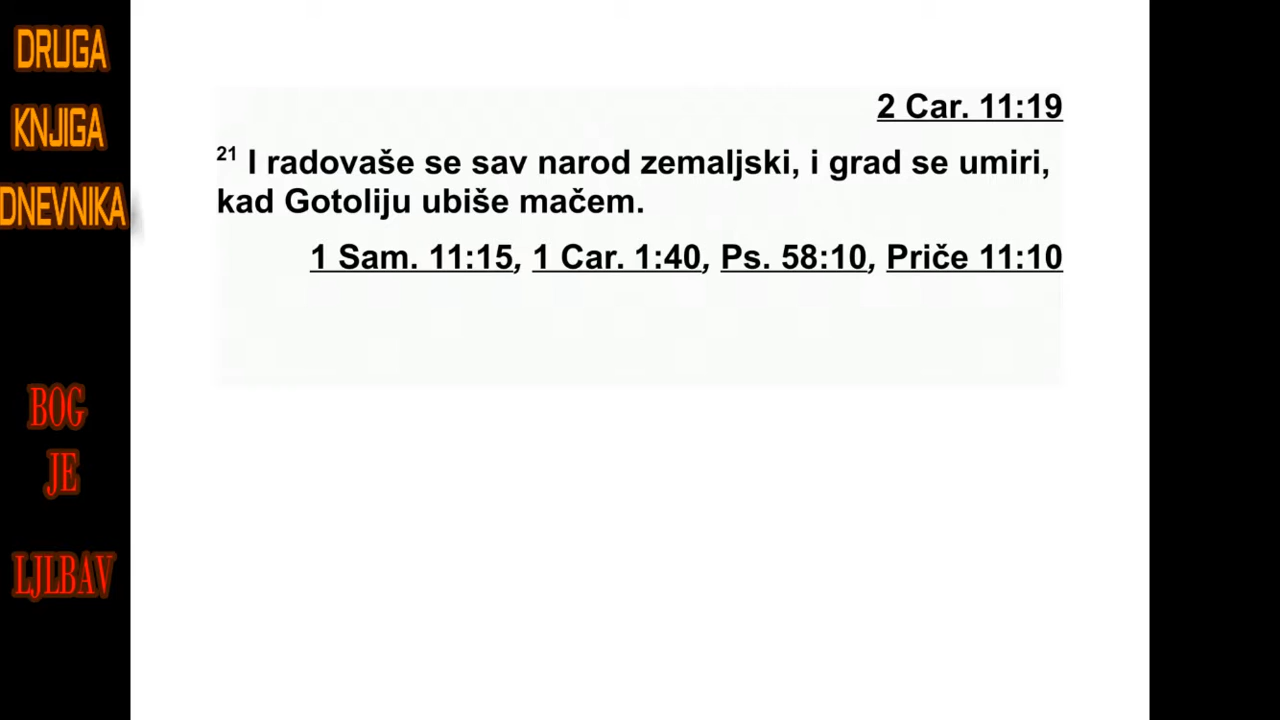 DRUGA
KNJIGA
DNEVNIKA
BOG
JE
LJLBAV
2 Car. 11:19
21 I radovaše se sav narod zemaljski, i grad se umiri,
kad Gotoliju ubiše mačem.
1 Sam. 11:15, 1 Car. 1:40, Ps. 58:10, Priče 11:10